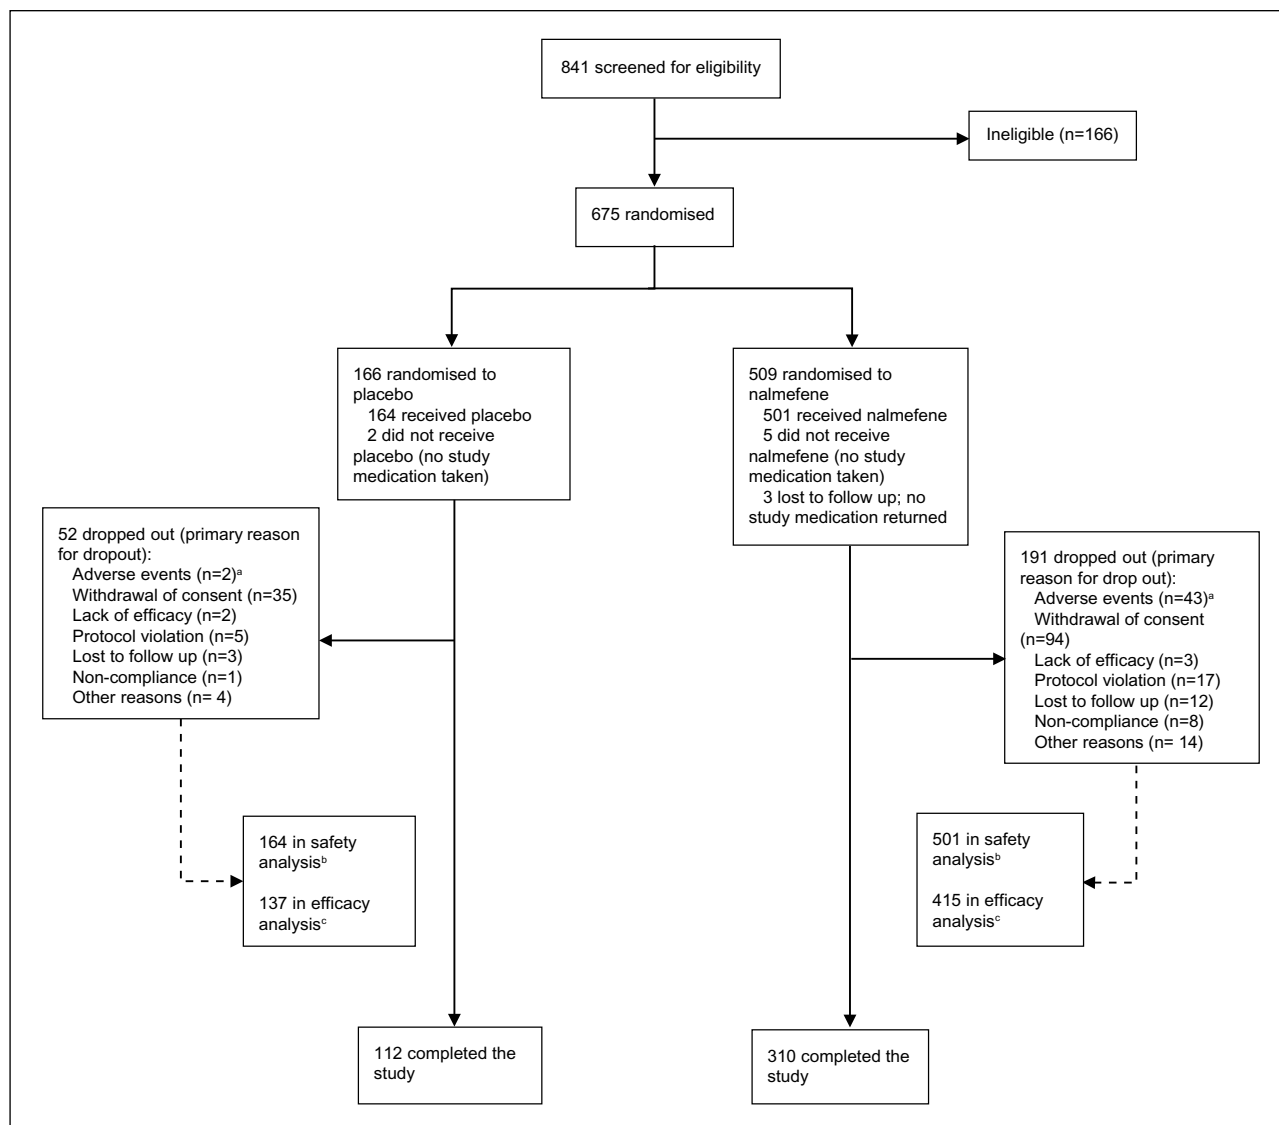 841 screened for eligibility
Ineligible (n=166)
675 randomised
166 randomised to
placebo
164 received placebo
2 did not receive
placebo (no study
medication taken)
509 randomised to
nalmefene
501 received nalmefene
5 did not receive
nalmefene (no study
medication taken)
3 lost to follow up; no
study medication returned
52 dropped out (primary reason
for dropout):
Adverse events (n=2)ᵃ
Withdrawal of consent (n=35)
Lack of efficacy (n=2)
Protocol violation (n=5)
Lost to follow up (n=3)
Non-compliance (n=1)
Other reasons (n= 4)
191 dropped out (primary
reason for drop out):
Adverse events (n=43)ᵃ
Withdrawal of consent
(n=94)
Lack of efficacy (n=3)
Protocol violation (n=17)
Lost to follow up (n=12)
Non-compliance (n=8)
Other reasons (n= 14)
164 in safety
analysisᵇ
137 in efficacy
analysisᶜ
501 in safety
analysisᵇ
415 in efficacy
analysisᶜ
112 completed the
study
310 completed the
study